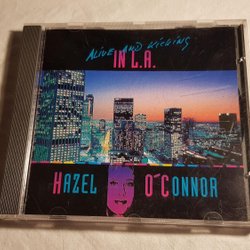 ALIVE AND KICKING
IN L.A.
HAZEL O'CONNOR